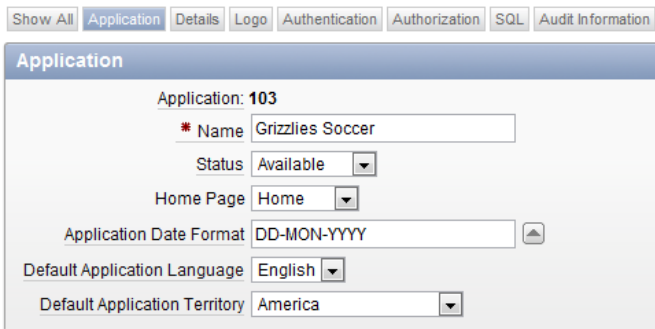 Show All Application Details Logo Authentication Authorization SQL Audit Information
Application
Application: 103
* Name Grizzlies Soccer
Status Available
Home Page Home
Application Date Format DD-MON-YYYY
Default Application Language English
Default Application Territory America